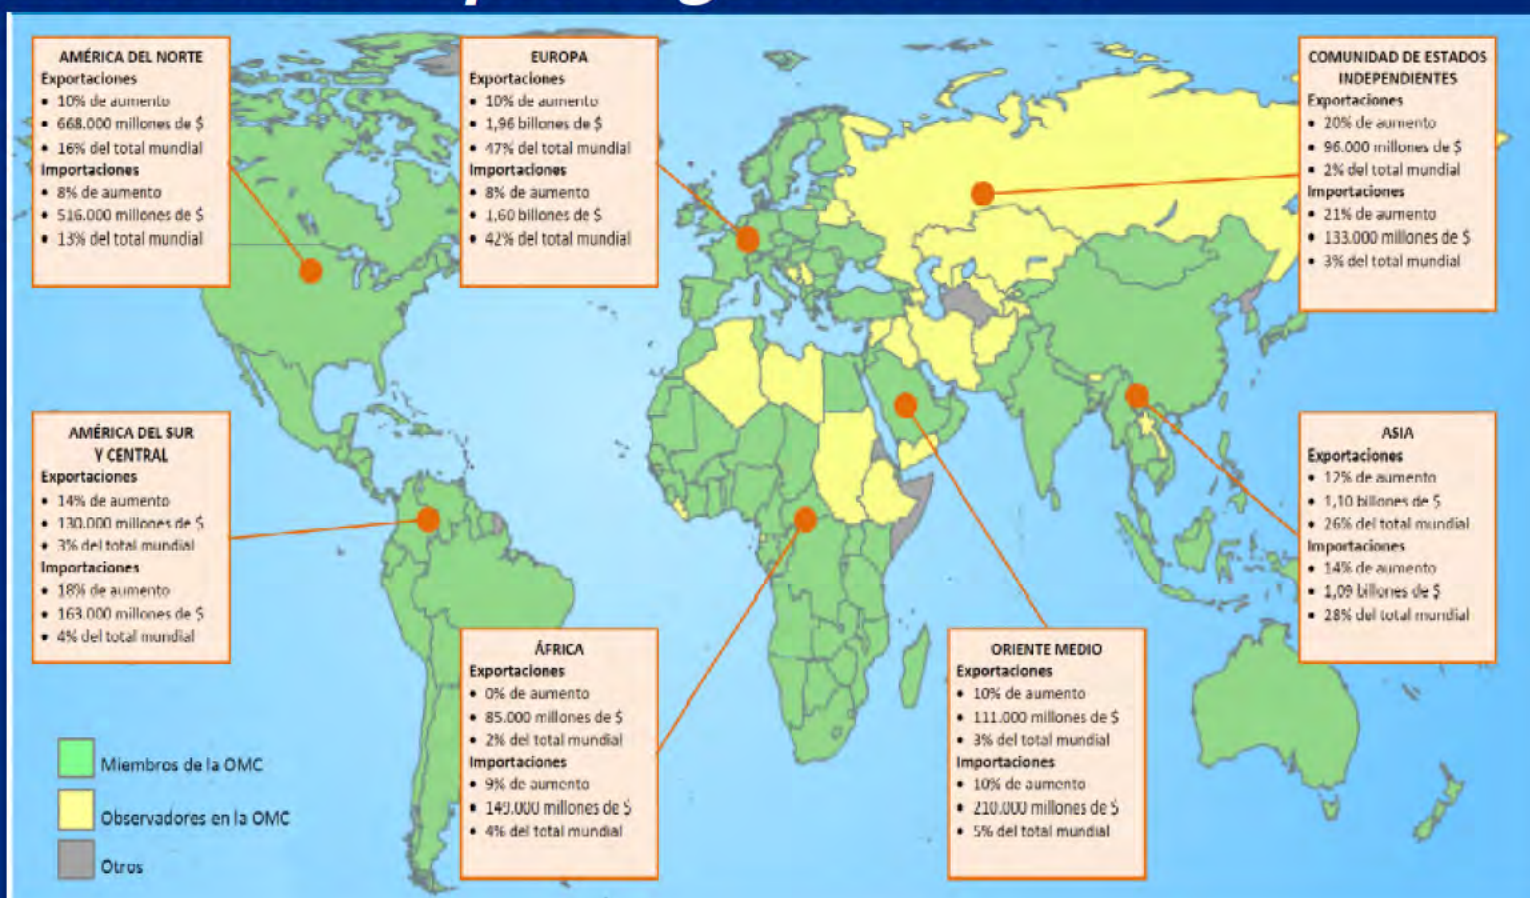 AMÉRICA DEL NORTE
Exportaciones
• 10% de aumento
• 668.000 millones de $
• 16% del total mundial
Importaciones
• 8% de aumento
• 516.000 millones de $
• 13% del total mundial
EUROPA
Exportaciones
• 10% de aumento
• 1,96 billones de $
• 47% del total mundial
Importaciones
• 8% de aumento
• 1,60 billones de $
• 42% del total mundial
COMUNIDAD DE ESTADOS
INDEPENDIENTES
Exportaciones
• 20% de aumento
• 96.000 millones de $
• 2% del total mundial
Importaciones
• 21% de aumento
• 133.000 millones de $
• 3% del total mundial
AMÉRICA DEL SUR
Y CENTRAL
Exportaciones
• 14% de aumento
• 130.000 millones de $
• 3% del total mundial
Importaciones
• 18% de aumento
• 163.000 millones de $
• 4% del total mundial
ÁFRICA
Exportaciones
• 0% de aumento
• 85.000 millones de $
• 2% del total mundial
Importaciones
• 9% de aumento
• 149.000 millones de $
• 4% del total mundial
ORIENTE MEDIO
Exportaciones
• 10% de aumento
• 111.000 millones de $
• 3% del total mundial
Importaciones
• 10% de aumento
• 210.000 millones de $
• 5% del total mundial
ASIA
Exportaciones
• 12% de aumento
• 1,10 billones de $
• 26% del total mundial
Importaciones
• 14% de aumento
• 1,09 billones de $
• 28% del total mundial
Miembros de la OMC
Observadores en la OMC
Otros